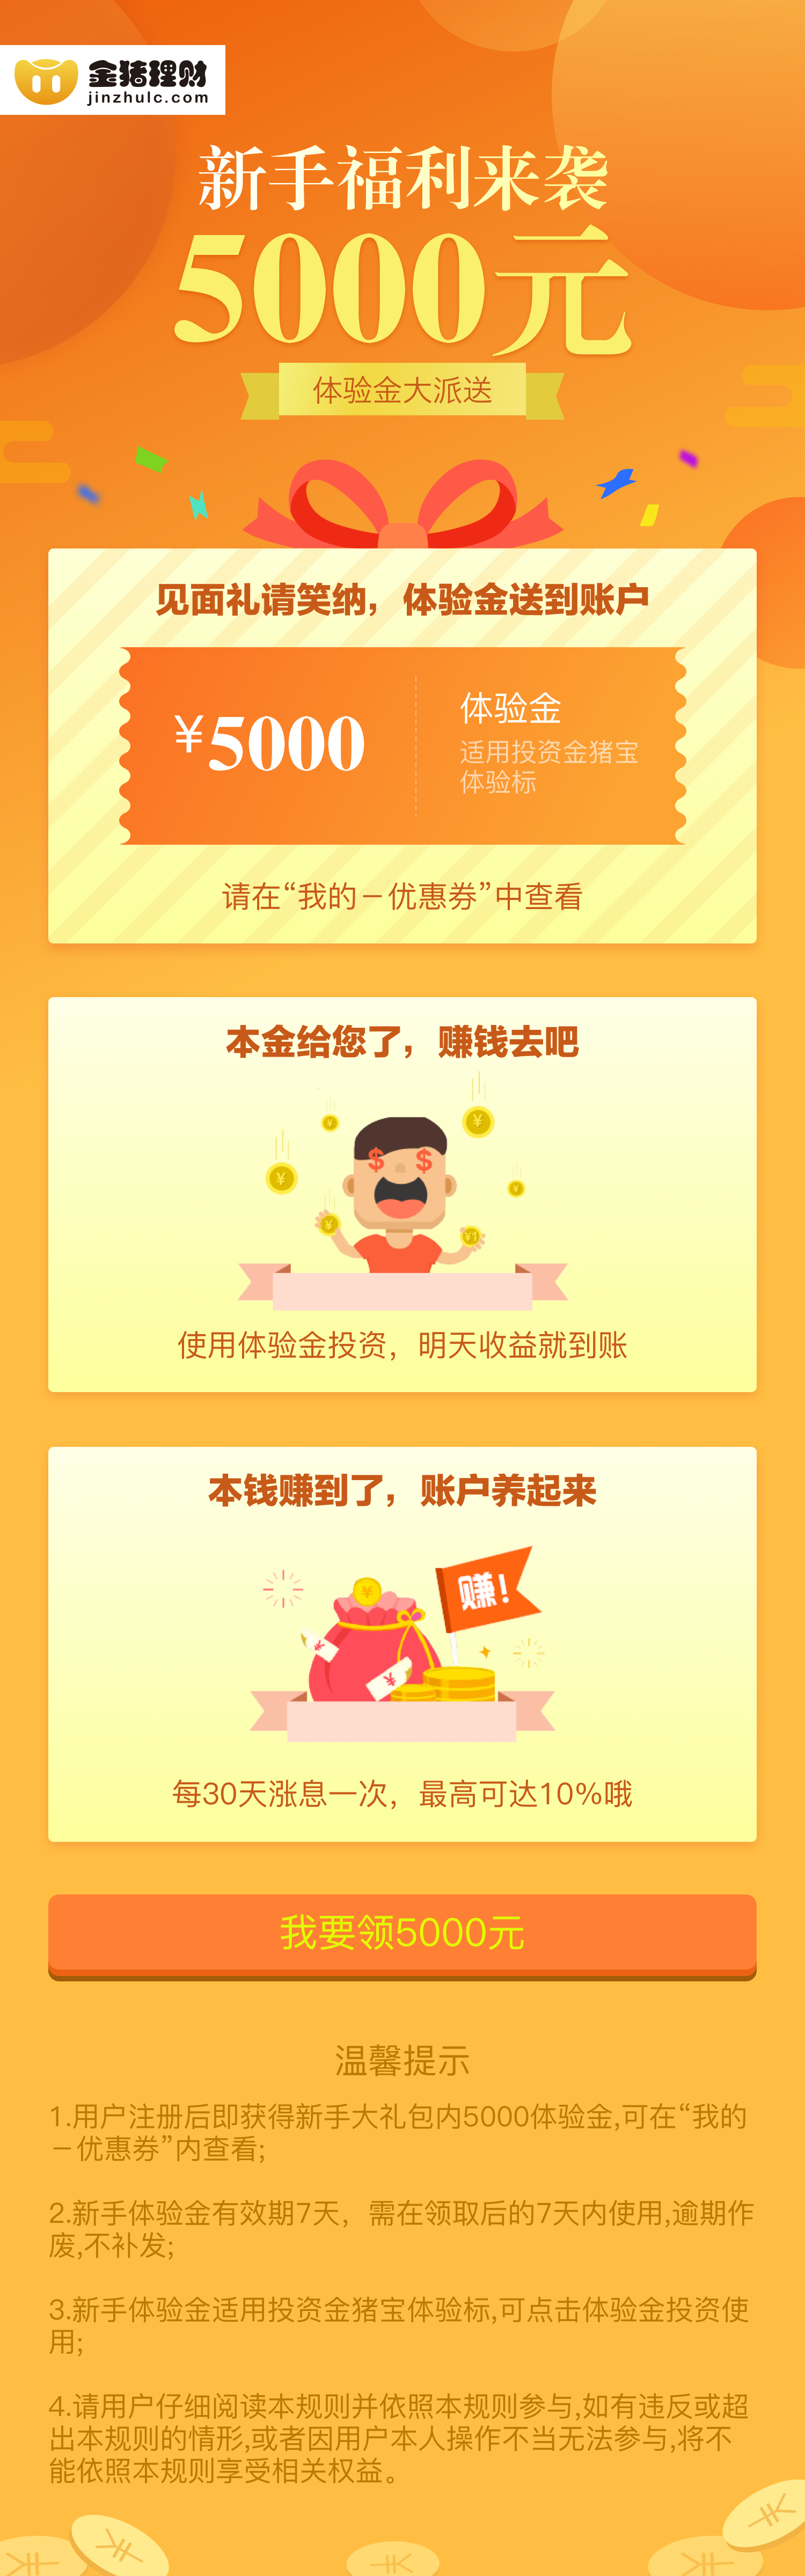 金猪理财
jinzhulc.com
新手福利来袭
5000元
体验金大派送
见面礼请笑纳，体验金送到账户
¥5000
体验金
适用投资金猪宝
体验标
请在“我的－优惠券”中查看
本金给您了，赚钱去吧
¥
¥
¥
¥
¥
¥1
$ $
使用体验金投资，明天收益就到账
本钱赚到了，账户养起来
赚!
¥
¥
¥
每30天涨息一次，最高可达10%哦
我要领5000元
温馨提示
1.用户注册后即获得新手大礼包内5000体验金,可在“我的
－优惠券”内查看;
2.新手体验金有效期7天，需在领取后的7天内使用,逾期作
废,不补发;
3.新手体验金适用投资金猪宝体验标,可点击体验金投资使
用;
4.请用户仔细阅读本规则并依照本规则参与,如有违反或超
出本规则的情形,或者因用户本人操作不当无法参与,将不
能依照本规则享受相关权益。
¥
¥
¥
¥
¥